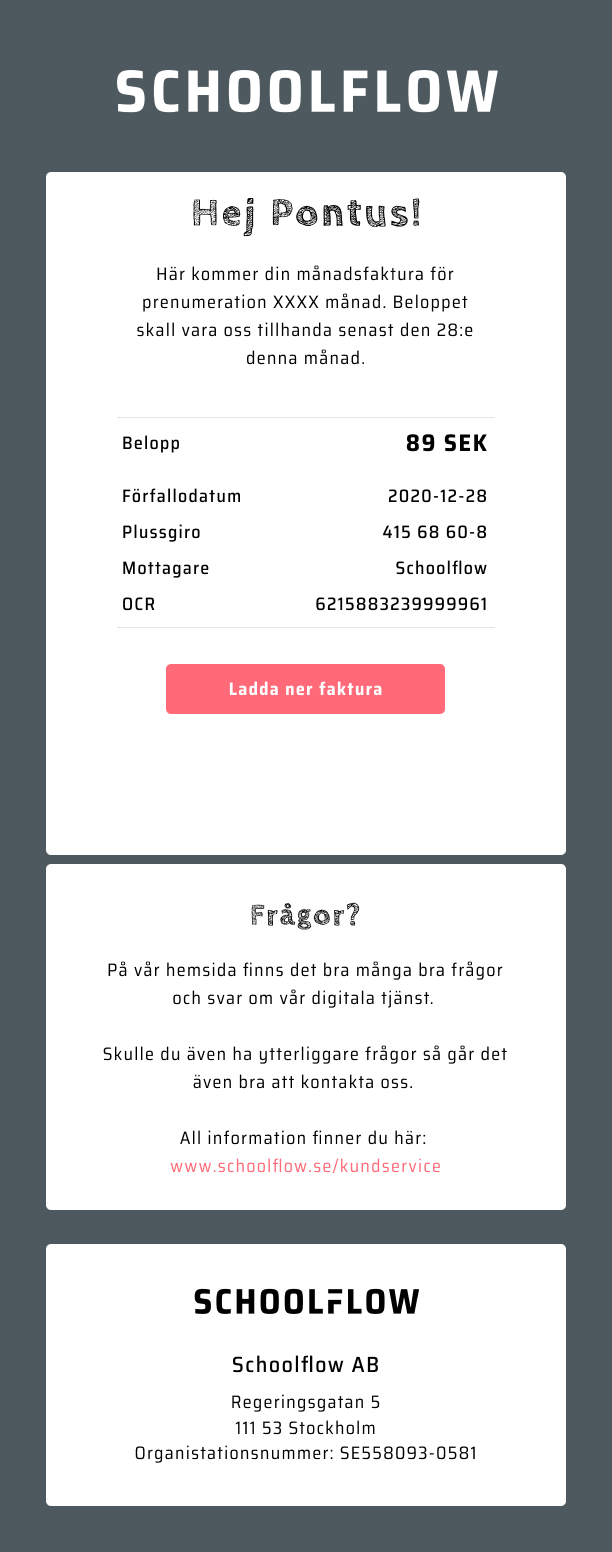 SCHOOLFLOW
Hej Pontus!
Här kommer din månadsfaktura för
prenumeration XXXX månad. Beloppet
skall vara oss tillhanda senast den 28:e
denna månad.
Belopp 89 SEK
Förfallodatum 2020-12-28
Plussgiro 415 68 60-8
Mottagare Schoolflow
OCR 6215883239999961
Ladda ner faktura
Frågor?
På vår hemsida finns det bra många bra frågor
och svar om vår digitala tjänst.
Skulle du även ha ytterliggare frågor så går det
även bra att kontakta oss.
All information finner du här:
www.schoolflow.se/kundservice
SCHOOLFLOW
Schoolflow AB
Regeringsgatan 5
111 53 Stockholm
Organistationsnummer: SE558093-0581